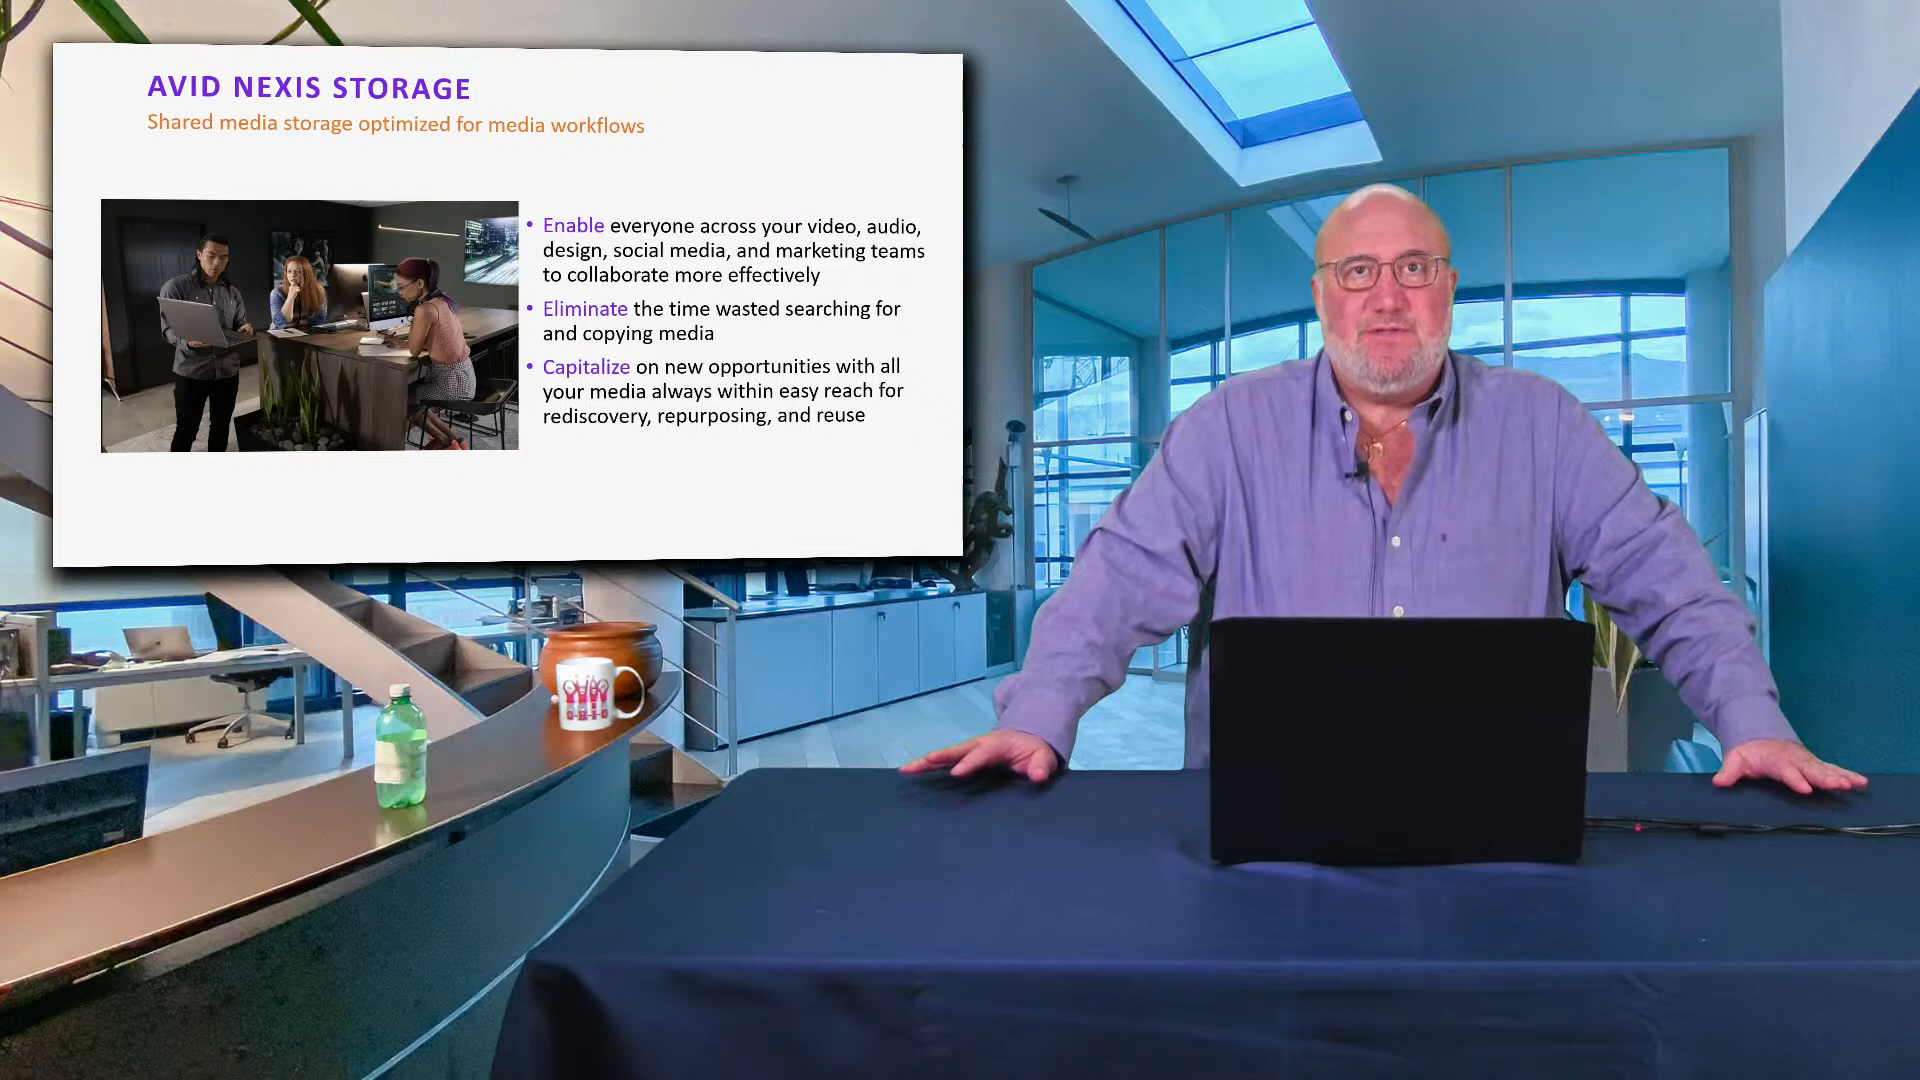 AVID NEXIS STORAGE
Shared media storage optimized for media workflows
• Enable everyone across your video, audio,
design, social media, and marketing teams
to collaborate more effectively
• Eliminate the time wasted searching for
and copying media
• Capitalize on new opportunities with all
your media always within easy reach for
rediscovery, repurposing, and reuse